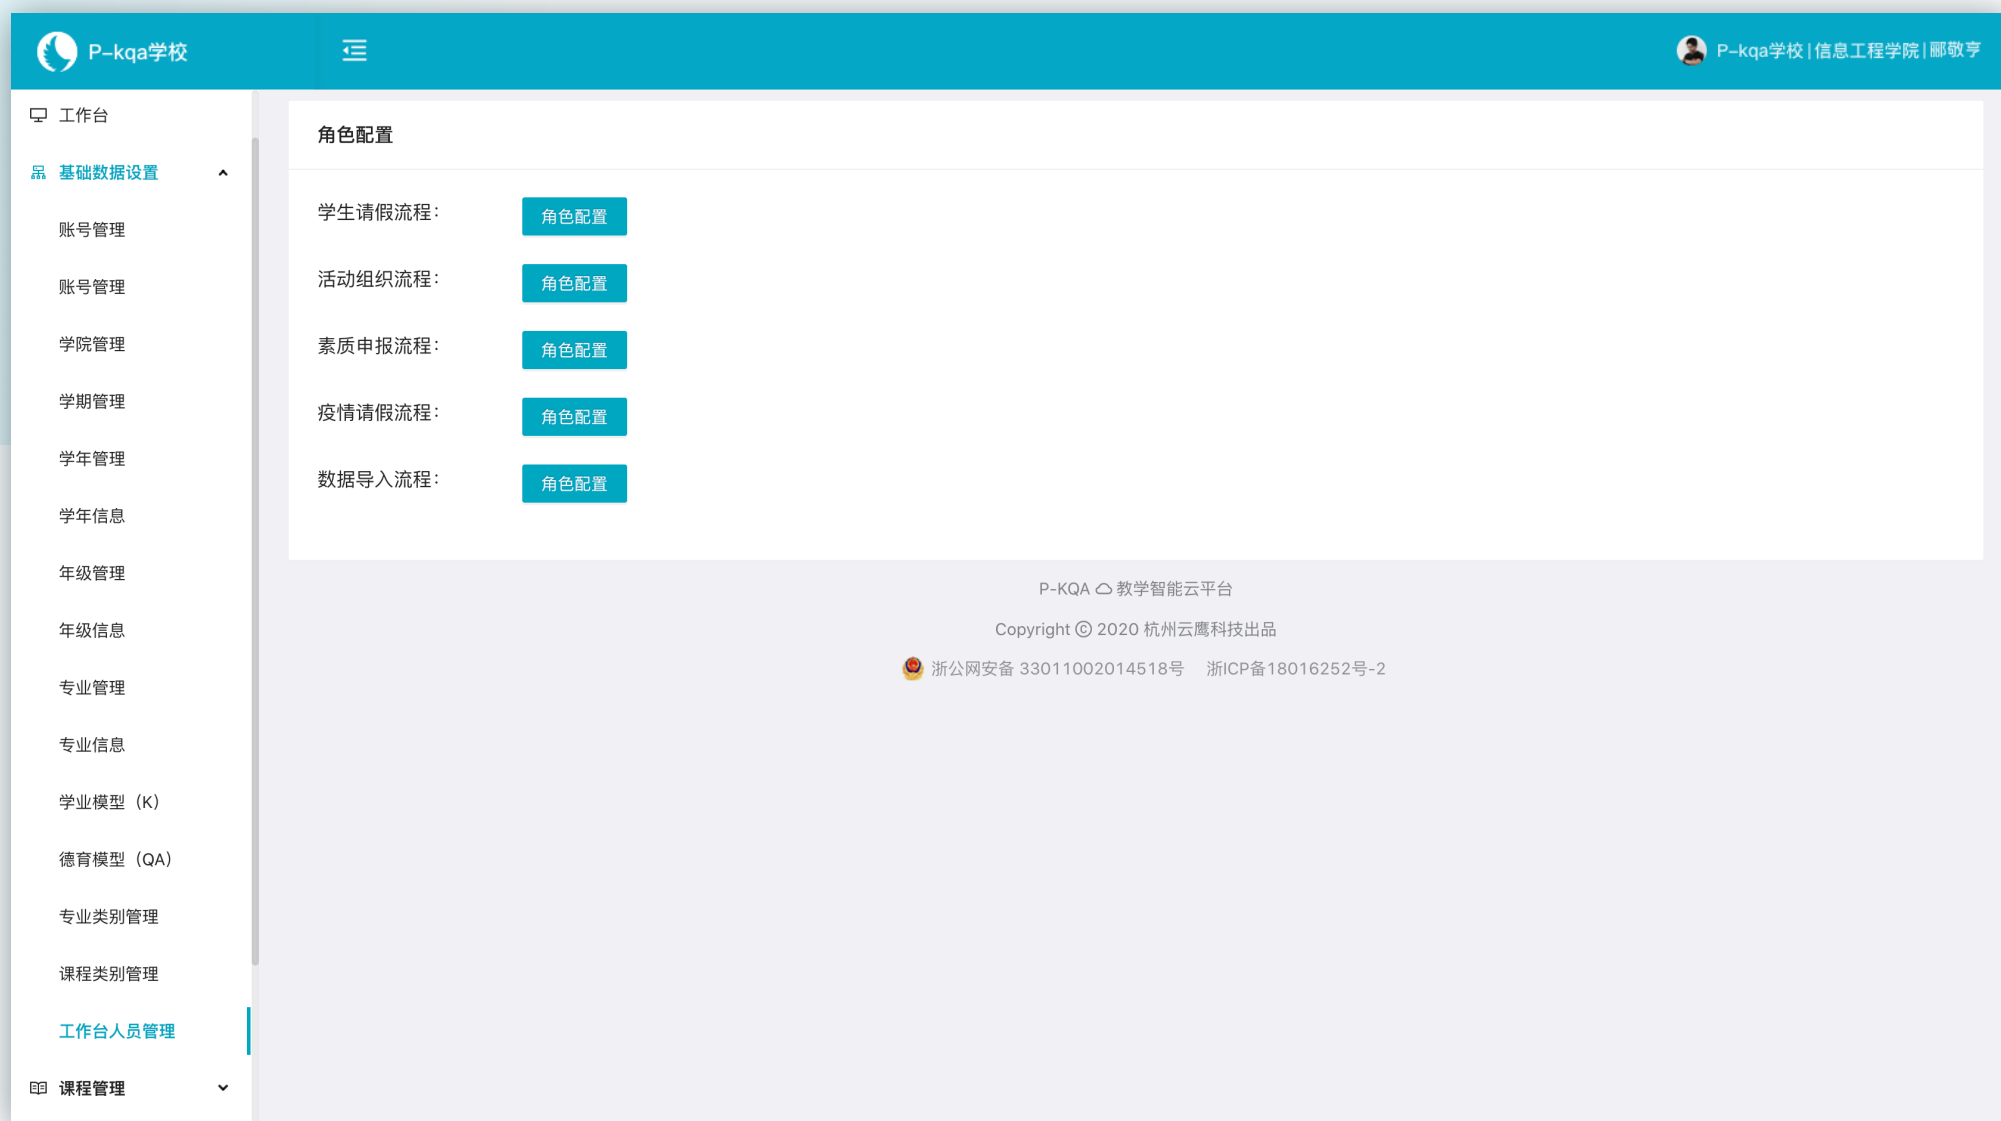 P-kqa学校
P-kqa学校|信息工程学院|郦敬亨
工作台
基础数据设置
账号管理
账号管理
学院管理
学期管理
学年管理
学年信息
年级管理
年级信息
专业管理
专业信息
学业模型（K）
德育模型（QA）
专业类别管理
课程类别管理
工作台人员管理
课程管理
角色配置
学生请假流程： 角色配置
活动组织流程： 角色配置
素质申报流程： 角色配置
疫情请假流程： 角色配置
数据导入流程： 角色配置
P-KQA 教学智能云平台
Copyright © 2020 杭州云鹰科技出品
浙公网安备 33011002014518号 浙ICP备18016252号-2